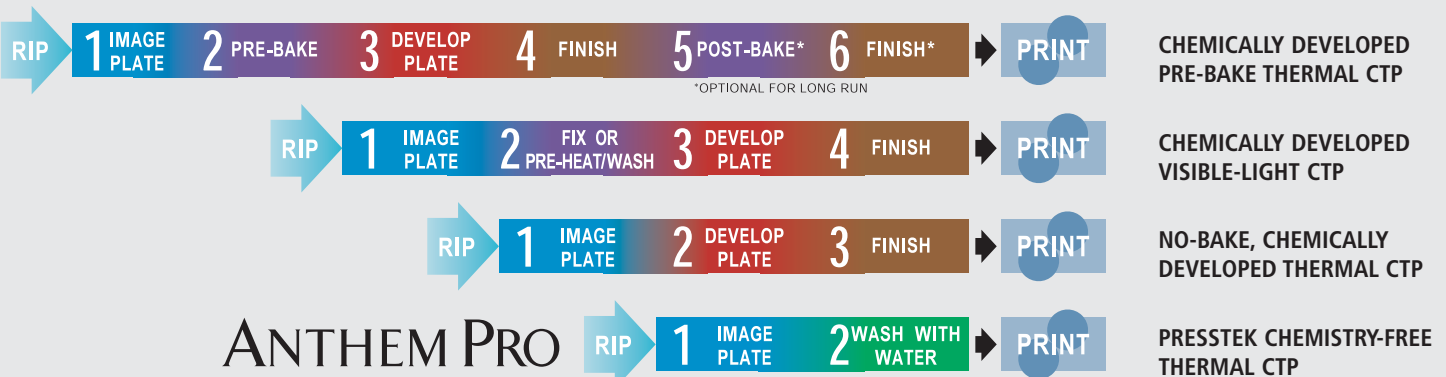 RIP 1 IMAGE PLATE 2 PRE-BAKE 3 DEVELOP PLATE 4 FINISH 5 POST-BAKE* 6 FINISH* PRINT
*OPTIONAL FOR LONG RUN
CHEMICALLY DEVELOPED
PRE-BAKE THERMAL CTP
RIP 1 IMAGE PLATE 2 FIX OR PRE-HEAT/WASH 3 DEVELOP PLATE 4 FINISH PRINT
CHEMICALLY DEVELOPED
VISIBLE-LIGHT CTP
RIP 1 IMAGE PLATE 2 DEVELOP PLATE 3 FINISH PRINT
NO-BAKE, CHEMICALLY
DEVELOPED THERMAL CTP
ANTHEM PRO RIP 1 IMAGE PLATE 2 WASH WITH WATER PRINT
PRESSTEK CHEMISTRY-FREE
THERMAL CTP